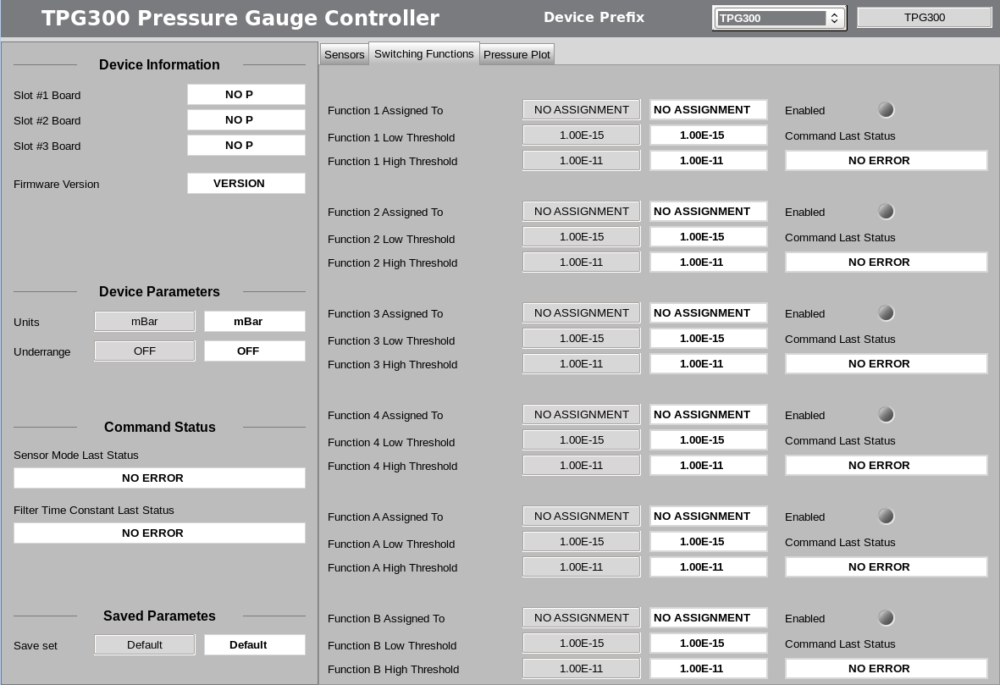 TPG300 Pressure Gauge Controller
Device Prefix
TPG300
TPG300
Device Information
Slot #1 Board NO P
Slot #2 Board NO P
Slot #3 Board NO P
Firmware Version VERSION
Device Parameters
Units mBar mBar
Underrange OFF OFF
Command Status
Sensor Mode Last Status
NO ERROR
Filter Time Constant Last Status
NO ERROR
Saved Parametes
Save set Default Default
Sensors Switching Functions Pressure Plot
Function 1 Assigned To NO ASSIGNMENT NO ASSIGNMENT Enabled
Function 1 Low Threshold 1.00E-15 1.00E-15 Command Last Status
Function 1 High Threshold 1.00E-11 1.00E-11 NO ERROR
Function 2 Assigned To NO ASSIGNMENT NO ASSIGNMENT Enabled
Function 2 Low Threshold 1.00E-15 1.00E-15 Command Last Status
Function 2 High Threshold 1.00E-11 1.00E-11 NO ERROR
Function 3 Assigned To NO ASSIGNMENT NO ASSIGNMENT Enabled
Function 3 Low Threshold 1.00E-15 1.00E-15 Command Last Status
Function 3 High Threshold 1.00E-11 1.00E-11 NO ERROR
Function 4 Assigned To NO ASSIGNMENT NO ASSIGNMENT Enabled
Function 4 Low Threshold 1.00E-15 1.00E-15 Command Last Status
Function 4 High Threshold 1.00E-11 1.00E-11 NO ERROR
Function A Assigned To NO ASSIGNMENT NO ASSIGNMENT Enabled
Function A Low Threshold 1.00E-15 1.00E-15 Command Last Status
Function A High Threshold 1.00E-11 1.00E-11 NO ERROR
Function B Assigned To NO ASSIGNMENT NO ASSIGNMENT Enabled
Function B Low Threshold 1.00E-15 1.00E-15 Command Last Status
Function B High Threshold 1.00E-11 1.00E-11 NO ERROR